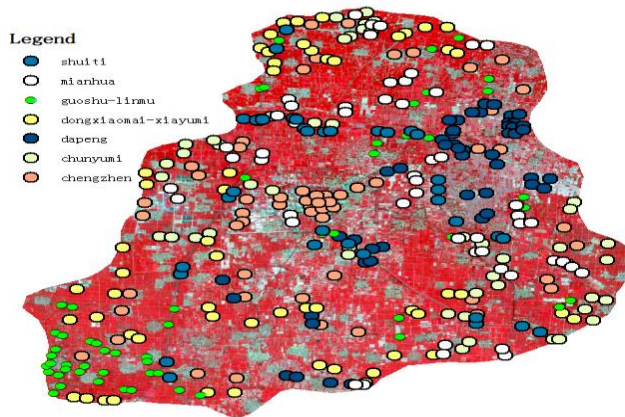 Legend
shuiti
mianhua
guoshu-linmu
dongxiaomai-xiayumi
dapeng
chunyumi
chengzhen